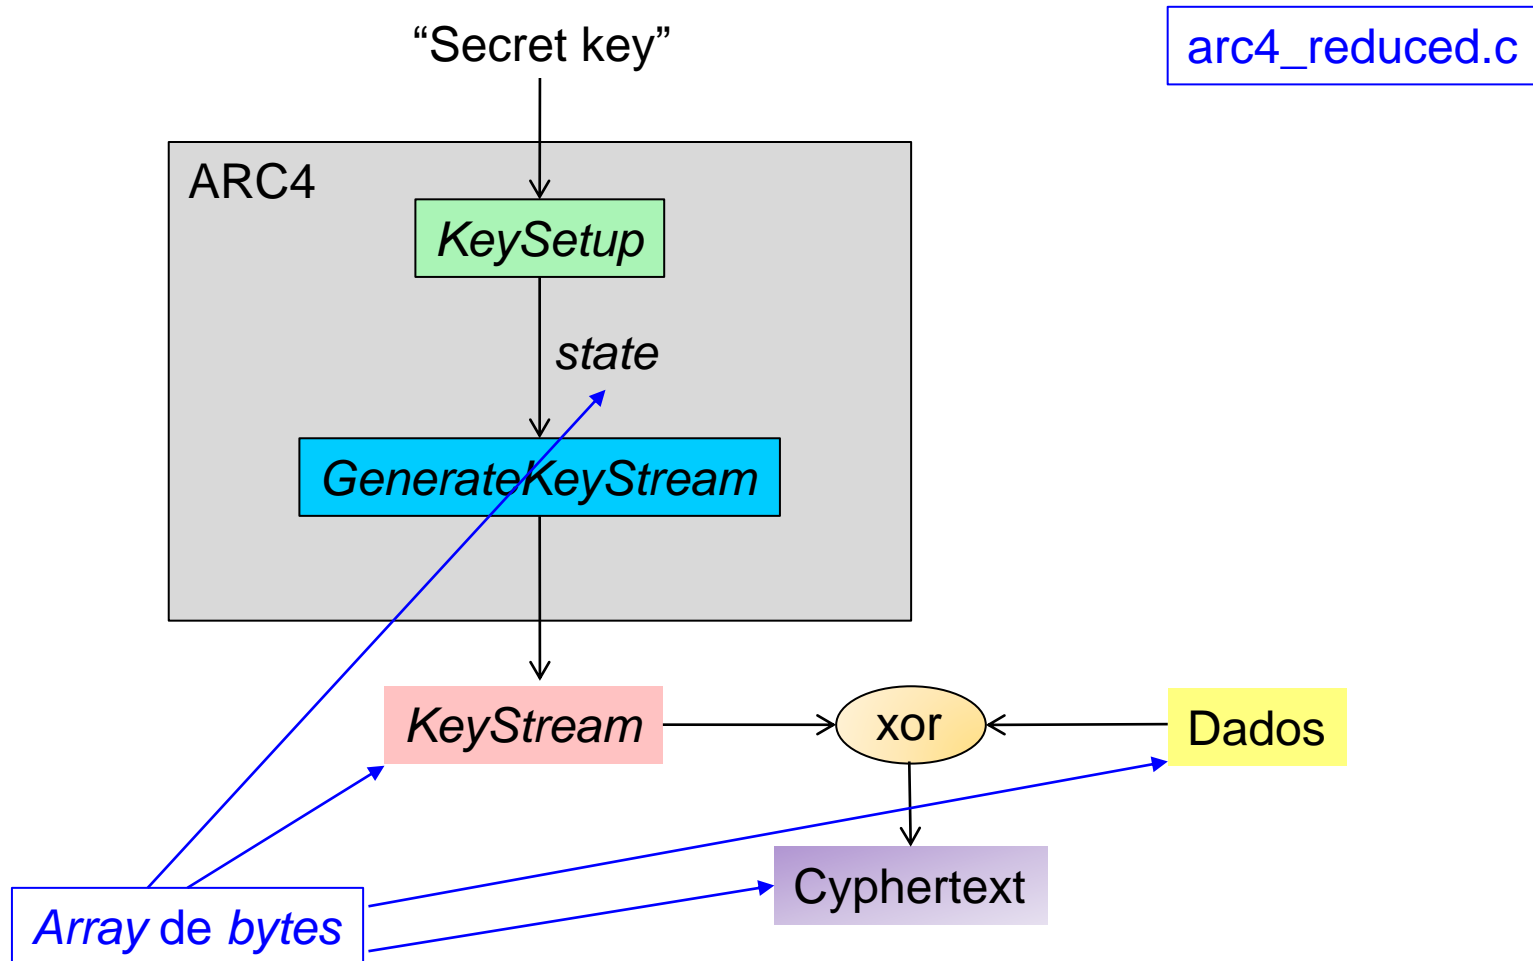 “Secret key”
arc4_reduced.c
ARC4
KeySetup
state
GenerateKeyStream
KeyStream
xor
Dados
Cyphertext
Array de bytes